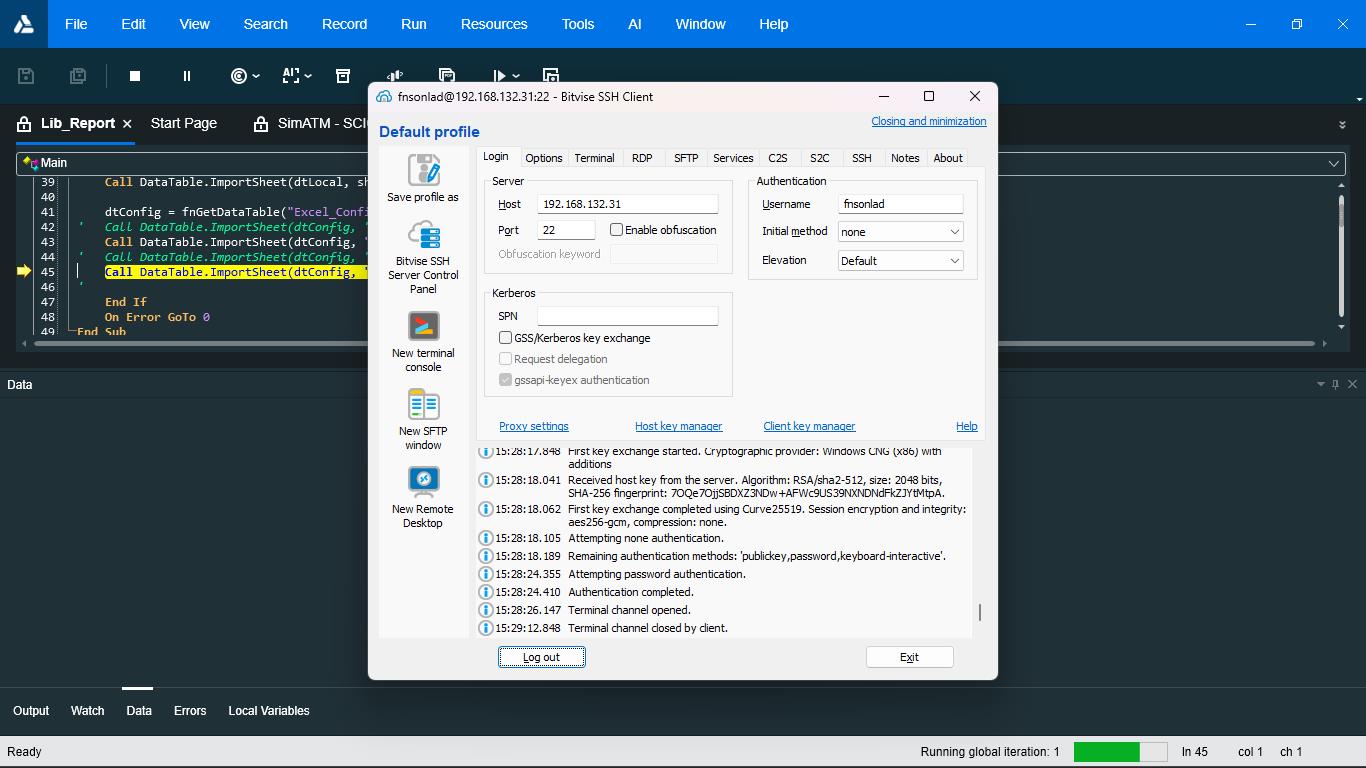 File Edit View Search Record Run Resources Tools AI Window Help
Lib_Report Start Page SimATM - SCI
Main
39 Call DataTable.ImportSheet(dtLocal, sh
40
41 dtConfig = fnGetDataTable("Excel_Confi
42 ' Call DataTable.ImportSheet(dtConfig, "
43 Call DataTable.ImportSheet(dtConfig, "
44 ' Call DataTable.ImportSheet(dtConfig, "
45 Call DataTable.ImportSheet(dtConfig, "
46 '
47 End If
48 On Error GoTo 0
49 End Sub
Data
fnsonlad@192.168.132.31:22 - Bitvise SSH Client
Closing and minimization
Default profile
Save profile as
Bitvise SSH
Server Control
Panel
New terminal
console
New SFTP
window
New Remote
Desktop
Login Options Terminal RDP SFTP Services C2S S2C SSH Notes About
Server
Host 192.168.132.31
Port 22 Enable obfuscation
Obfuscation keyword
Authentication
Username fnsonlad
Initial method none
Elevation Default
Kerberos
SPN
GSS/Kerberos key exchange
Request delegation
gssapi-keyex authentication
Proxy settings Host key manager Client key manager Help
15:28:17.848 First key exchange started. Cryptographic provider: Windows CNG (x86) with
additions
15:28:18.041 Received host key from the server. Algorithm: RSA/sha2-512, size: 2048 bits,
SHA-256 fingerprint: 7OQe7OjjSBDXZ3NDw+AFWc9US39NXNDNdFkZJYtMtpA.
15:28:18.062 First key exchange completed using Curve25519. Session encryption and integrity:
aes256-gcm, compression: none.
15:28:18.105 Attempting none authentication.
15:28:18.189 Remaining authentication methods: 'publickey,password,keyboard-interactive'.
15:28:24.355 Attempting password authentication.
15:28:24.410 Authentication completed.
15:28:26.147 Terminal channel opened.
15:29:12.848 Terminal channel closed by client.
Log out Exit
Output Watch Data Errors Local Variables
Ready Running global iteration: 1 ln 45 col 1 ch 1